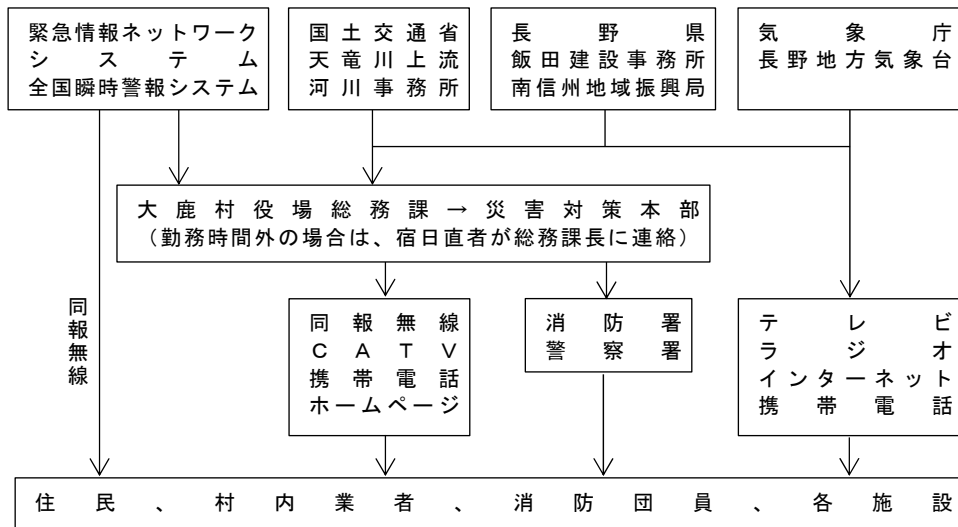 緊急情報ネットワーク
システム
全国瞬時警報システム
国土交通省
天竜川上流
河川事務所
長野県
飯田建設事務所
南信州地域振興局
気象庁
長野地方気象台
大鹿村役場総務課→災害対策本部
（勤務時間外の場合は、宿日直者が総務課長に連絡）
同報無線
同報無線
ＣＡＴＶ
携帯電話
ホームページ
消防署
警察署
テレビ
ラジオ
インターネット
携帯電話
住民、村内業者、消防団員、各施設